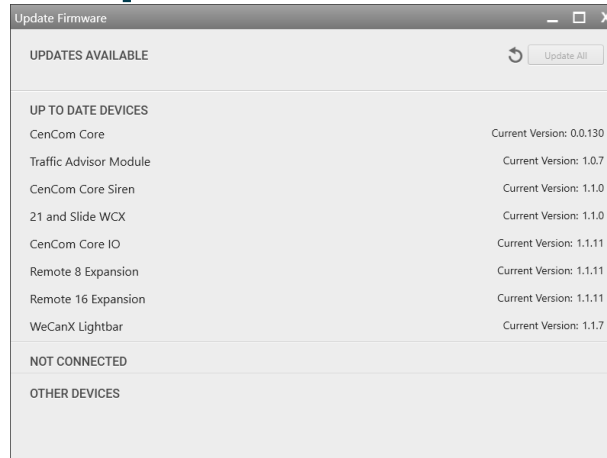 Update Firmware
UPDATES AVAILABLE
Update All
UP TO DATE DEVICES
CenCom Core Current Version: 0.0.130
Traffic Advisor Module Current Version: 1.0.7
CenCom Core Siren Current Version: 1.1.0
21 and Slide WCX Current Version: 1.1.0
CenCom Core IO Current Version: 1.1.11
Remote 8 Expansion Current Version: 1.1.11
Remote 16 Expansion Current Version: 1.1.11
WeCanX Lightbar Current Version: 1.1.7
NOT CONNECTED
OTHER DEVICES